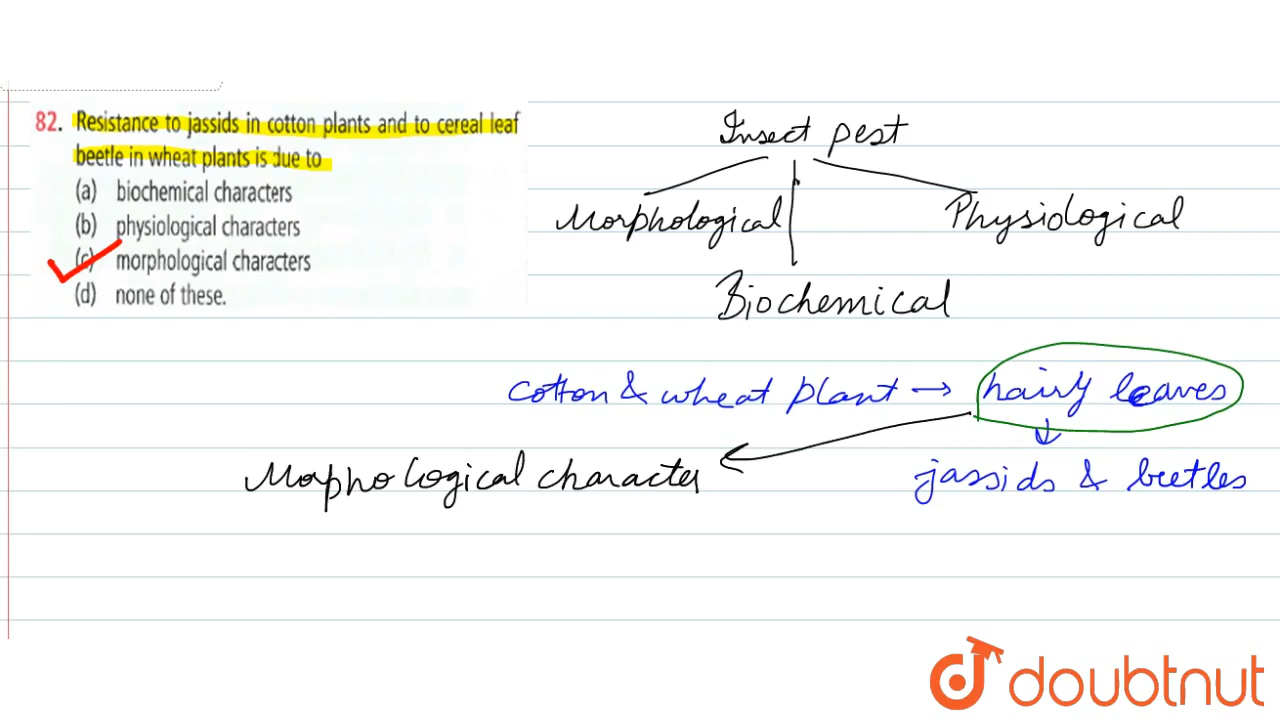 82. Resistance to jassids in cotton plants and to cereal leaf
beetle in wheat plants is due to
(a) biochemical characters
(b) physiological characters
(c) morphological characters
(d) none of these.
Insect pest
Morphological
Physiological
Biochemical
cotton & wheat plant → hairy leaves
↓
Morphological character
jassids & beetles
doubtnut